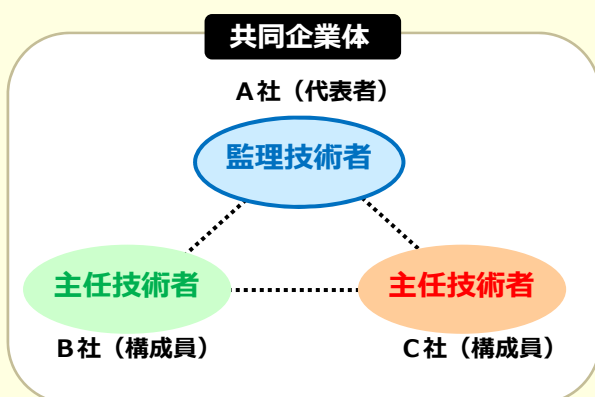 共同企業体
A社（代表者）
監理技術者
主任技術者
主任技術者
B社（構成員）
C社（構成員）